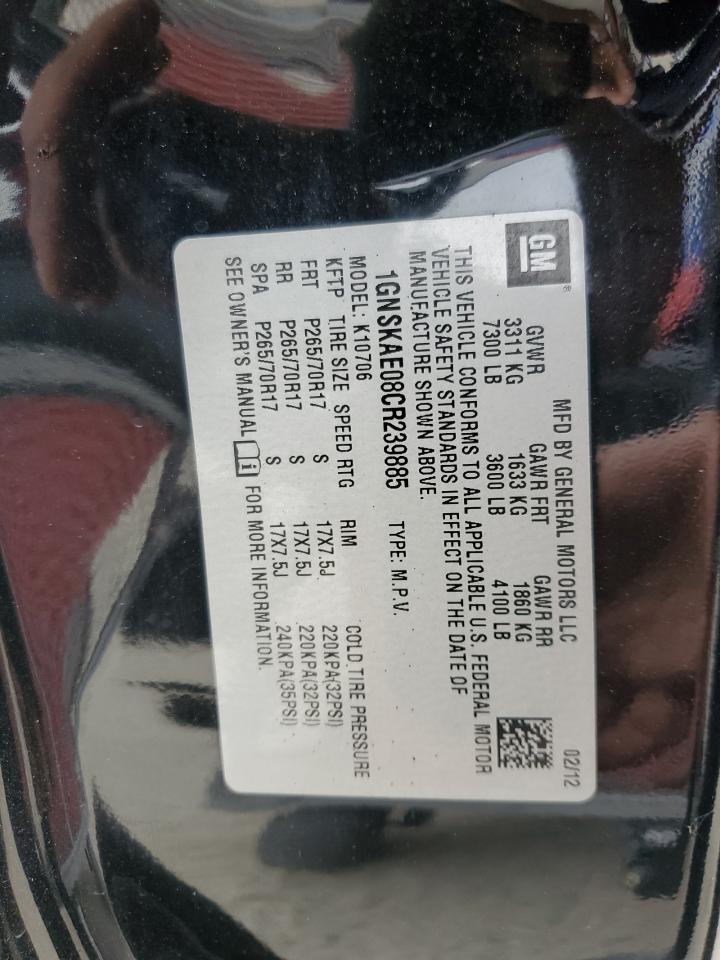 GM ®
MFD BY GENERAL MOTORS LLC 02/12
GVWR GAWR FRT GAWR RR
3311 KG 1633 KG 1860 KG
7300 LB 3600 LB 4100 LB
THIS VEHICLE CONFORMS TO ALL APPLICABLE U.S. FEDERAL MOTOR
VEHICLE SAFETY STANDARDS IN EFFECT ON THE DATE OF
MANUFACTURE SHOWN ABOVE.
1GNSKAE08CR239885 TYPE: M.P.V.
MODEL: K10706
KFTP TIRE SIZE SPEED RTG RIM COLD TIRE PRESSURE
FRT P265/70R17 S 17X7.5J 220KPA(32PSI)
RR P265/70R17 S 17X7.5J 220KPA(32PSI)
SPA P265/70R17 S 17X7.5J 240KPA(35PSI)
SEE OWNER'S MANUAL i FOR MORE INFORMATION.